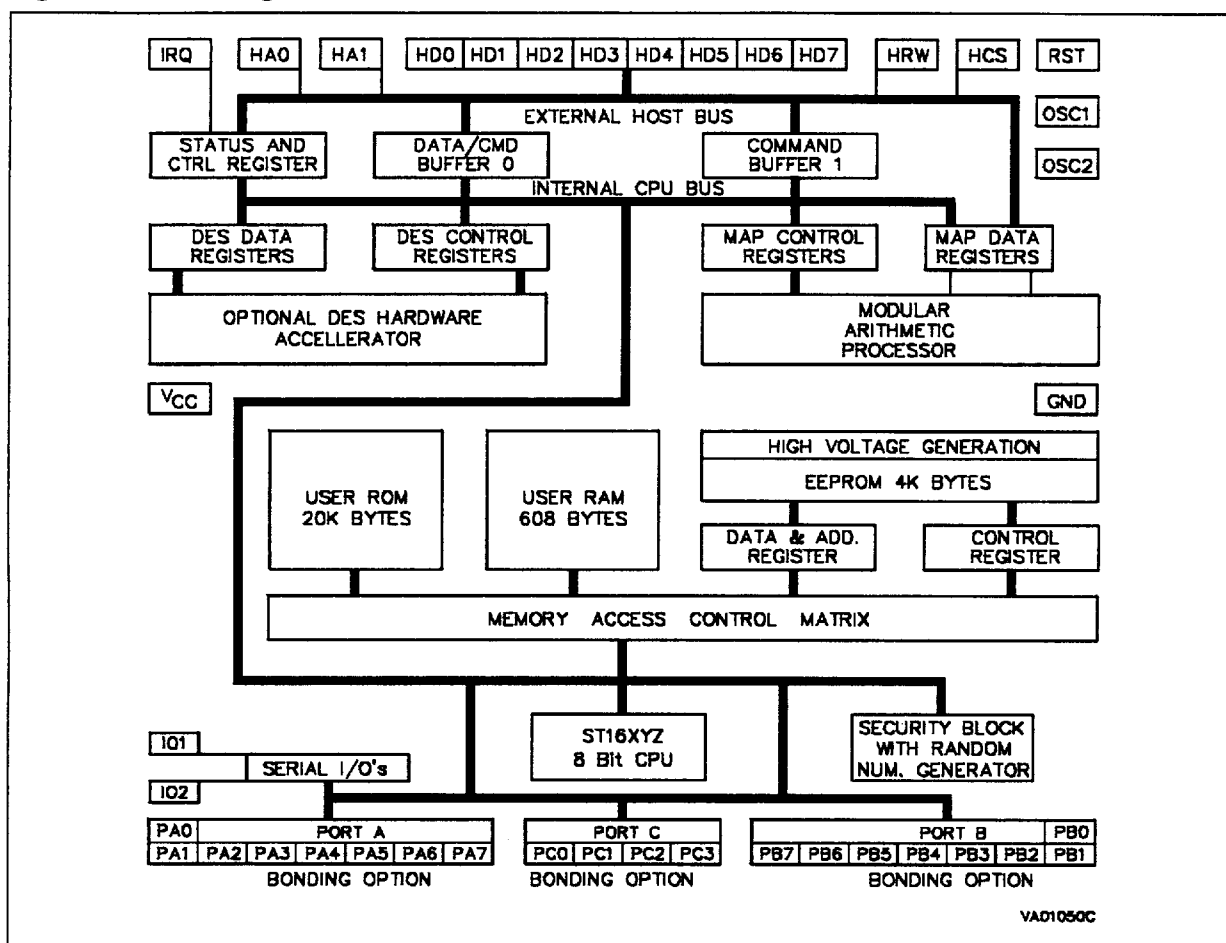 IRQ HA0 HA1 HD0 HD1 HD2 HD3 HD4 HD5 HD6 HD7 HRW HCS RST
EXTERNAL HOST BUS
OSC1
STATUS AND
CTRL REGISTER
DATA/CMD
BUFFER 0
COMMAND
BUFFER 1
OSC2
INTERNAL CPU BUS
DES DATA
REGISTERS
DES CONTROL
REGISTERS
MAP CONTROL
REGISTERS
MAP DATA
REGISTERS
OPTIONAL DES HARDWARE
ACCELLERATOR
MODULAR
ARITHMETIC
PROCESSOR
VCC
GND
USER ROM
20K BYTES
USER RAM
608 BYTES
HIGH VOLTAGE GENERATION
EEPROM 4K BYTES
DATA & ADD.
REGISTER
CONTROL
REGISTER
MEMORY ACCESS CONTROL MATRIX
ST16XYZ
8 Bit CPU
SECURITY BLOCK
WITH RANDOM
NUM. GENERATOR
IO1
SERIAL I/O's
IO2
PA0 PORT A
PA1 PA2 PA3 PA4 PA5 PA6 PA7
BONDING OPTION
PORT C
PC0 PC1 PC2 PC3
BONDING OPTION
PORT B PB0
PB7 PB6 PB5 PB4 PB3 PB2 PB1
BONDING OPTION
VA01050C